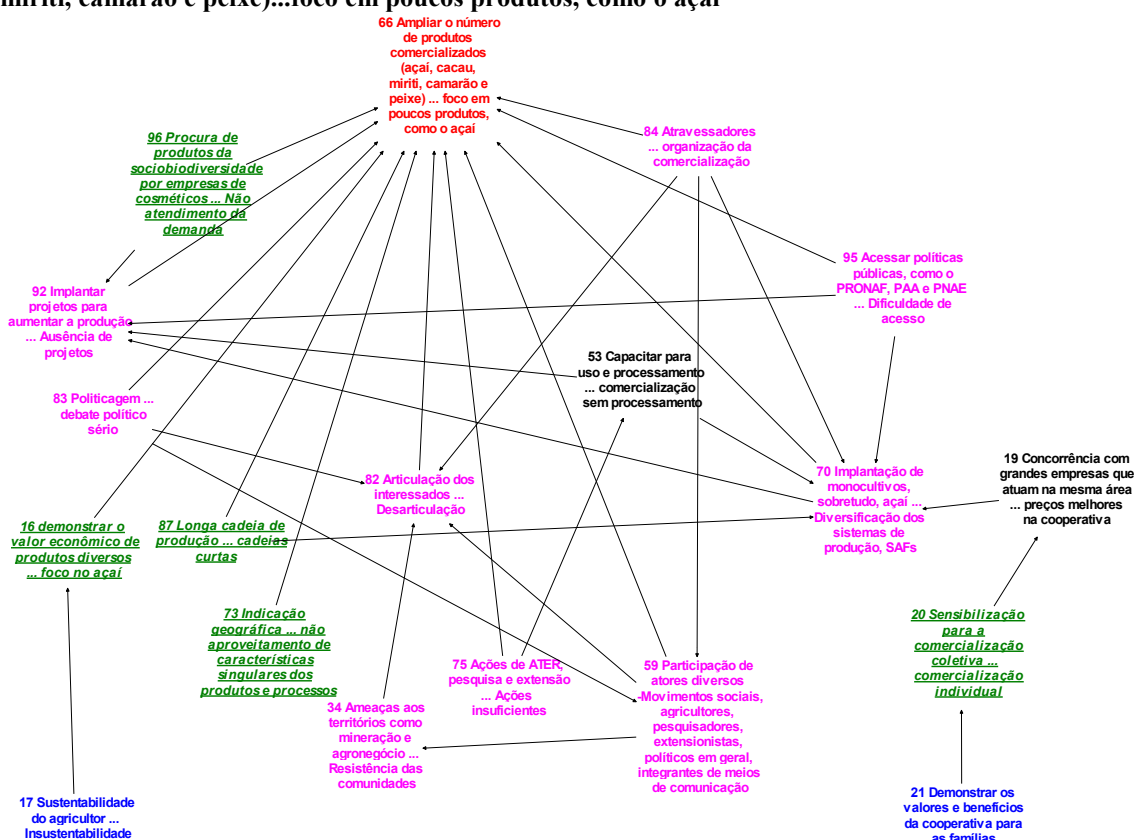 miriti, camarão e peixe)...foco em poucos produtos, como o açaí
66 Ampliar o número
de produtos
comercializados
(açaí, cacau,
miriti, camarão e
peixe) ... foco em
poucos produtos,
como o açaí
96 Procura de
produtos da
sociobiodiversidade
por empresas de
cosméticos ... Não
atendimento da
demanda
84 Atravessadores
... organização da
comercialização
95 Acessar políticas
públicas, como o
PRONAF, PAA e PNAE
... Dificuldade de
acesso
92 Implantar
projetos para
aumentar a produção
... Ausência de
projetos
53 Capacitar para
uso e processamento
... comercialização
sem processamento
83 Politicagem ...
debate político
sério
82 Articulação dos
interessados ...
Desarticulação
70 Implantação de
monocultivos,
sobretudo, açaí ...
Diversificação dos
sistemas de
produção, SAFs
19 Concorrência com
grandes empresas que
atuam na mesma área
... preços melhores
na cooperativa
16 demonstrar o
valor econômico de
produtos diversos
... foco no açaí
87 Longa cadeia de
produção ... cadeias
curtas
73 Indicação
geográfica ... não
aproveitamento de
características
singulares dos
produtos e processos
75 Ações de ATER,
pesquisa e extensão
... Ações
insuficientes
59 Participação de
atores diversos
-Movimentos sociais,
agricultores,
pesquisadores,
extensionistas,
políticos em geral,
integrantes de meios
de comunicação
20 Sensibilização
para a
comercialização
coletiva ...
comercialização
individual
34 Ameaças aos
territórios como
mineração e
agronegócio ...
Resistência das
comunidades
17 Sustentabilidade
do agricultor ...
Insustentabilidade
21 Demonstrar os
valores e benefícios
da cooperativa para
as famílias